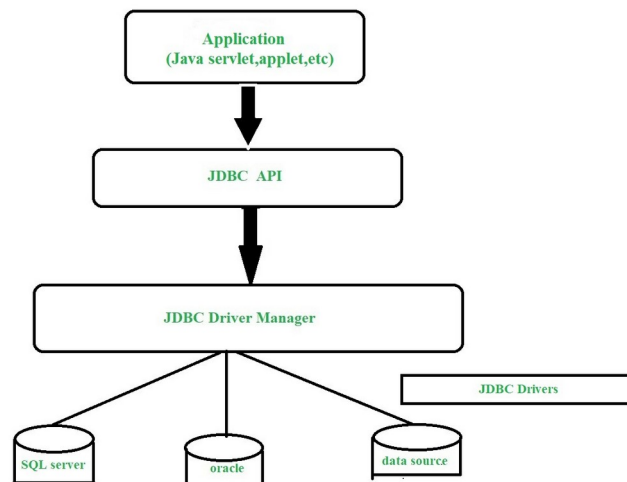 Application
(Java servlet,applet,etc)
JDBC API
JDBC Driver Manager
JDBC Drivers
SQL server
oracle
data source